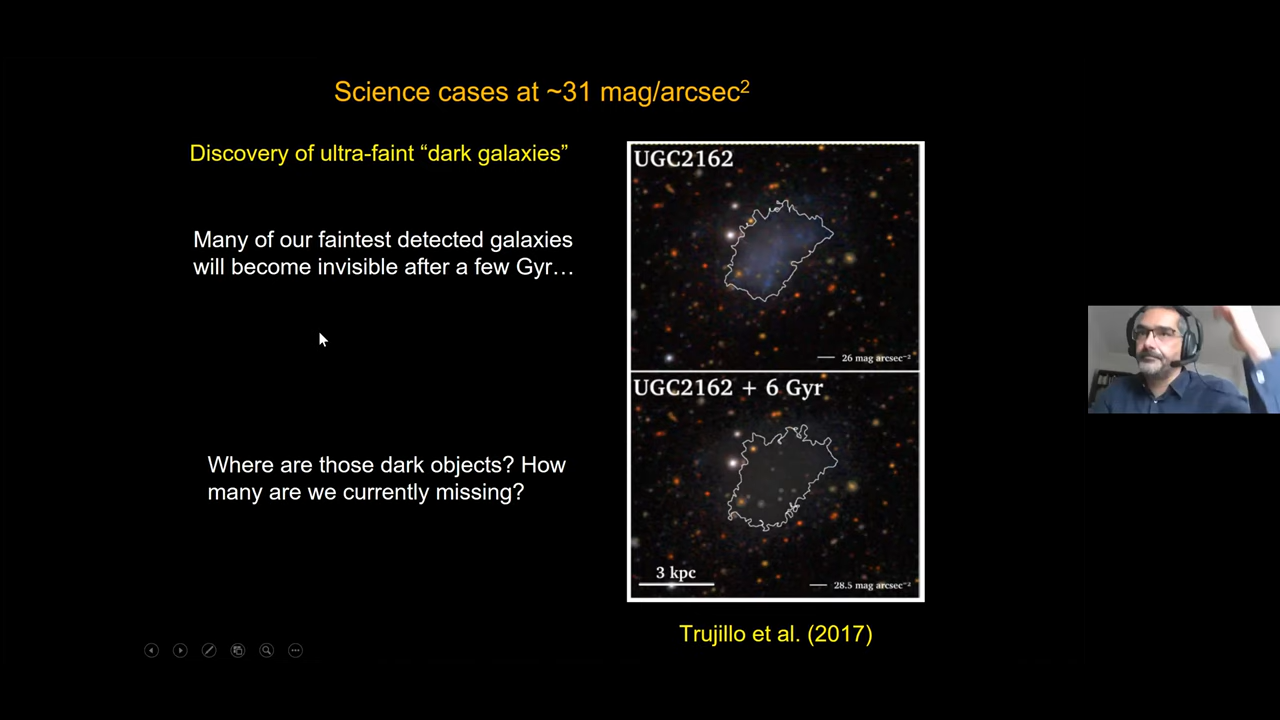 Science cases at ~31 mag/arcsec²
Discovery of ultra-faint “dark galaxies”
Many of our faintest detected galaxies
will become invisible after a few Gyr…
Where are those dark objects? How
many are we currently missing?
UGC2162
26 mag arcsec⁻²
UGC2162 + 6 Gyr
3 kpc
28.5 mag arcsec⁻²
Trujillo et al. (2017)